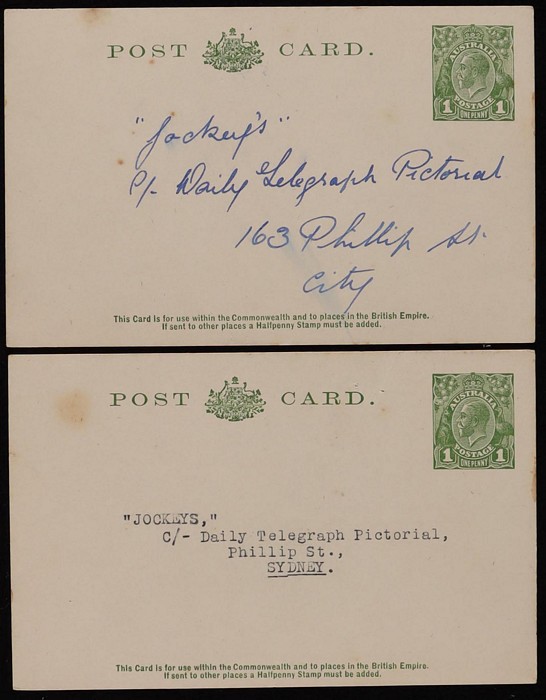 POST CARD.
AUSTRALIA
POSTAGE
1 1
ONE PENNY
"Jockey's"
C/- Daily Telegraph Pictorial
163 Phillip St.
City
This Card is for use within the Commonwealth and to places in the British Empire.
If sent to other places a Halfpenny Stamp must be added.
POST CARD.
AUSTRALIA
POSTAGE
1 1
ONE PENNY
"JOCKEYS,"
C/- Daily Telegraph Pictorial,
Phillip St.,
SYDNEY.
This Card is for use within the Commonwealth and to places in the British Empire.
If sent to other places a Halfpenny Stamp must be added.